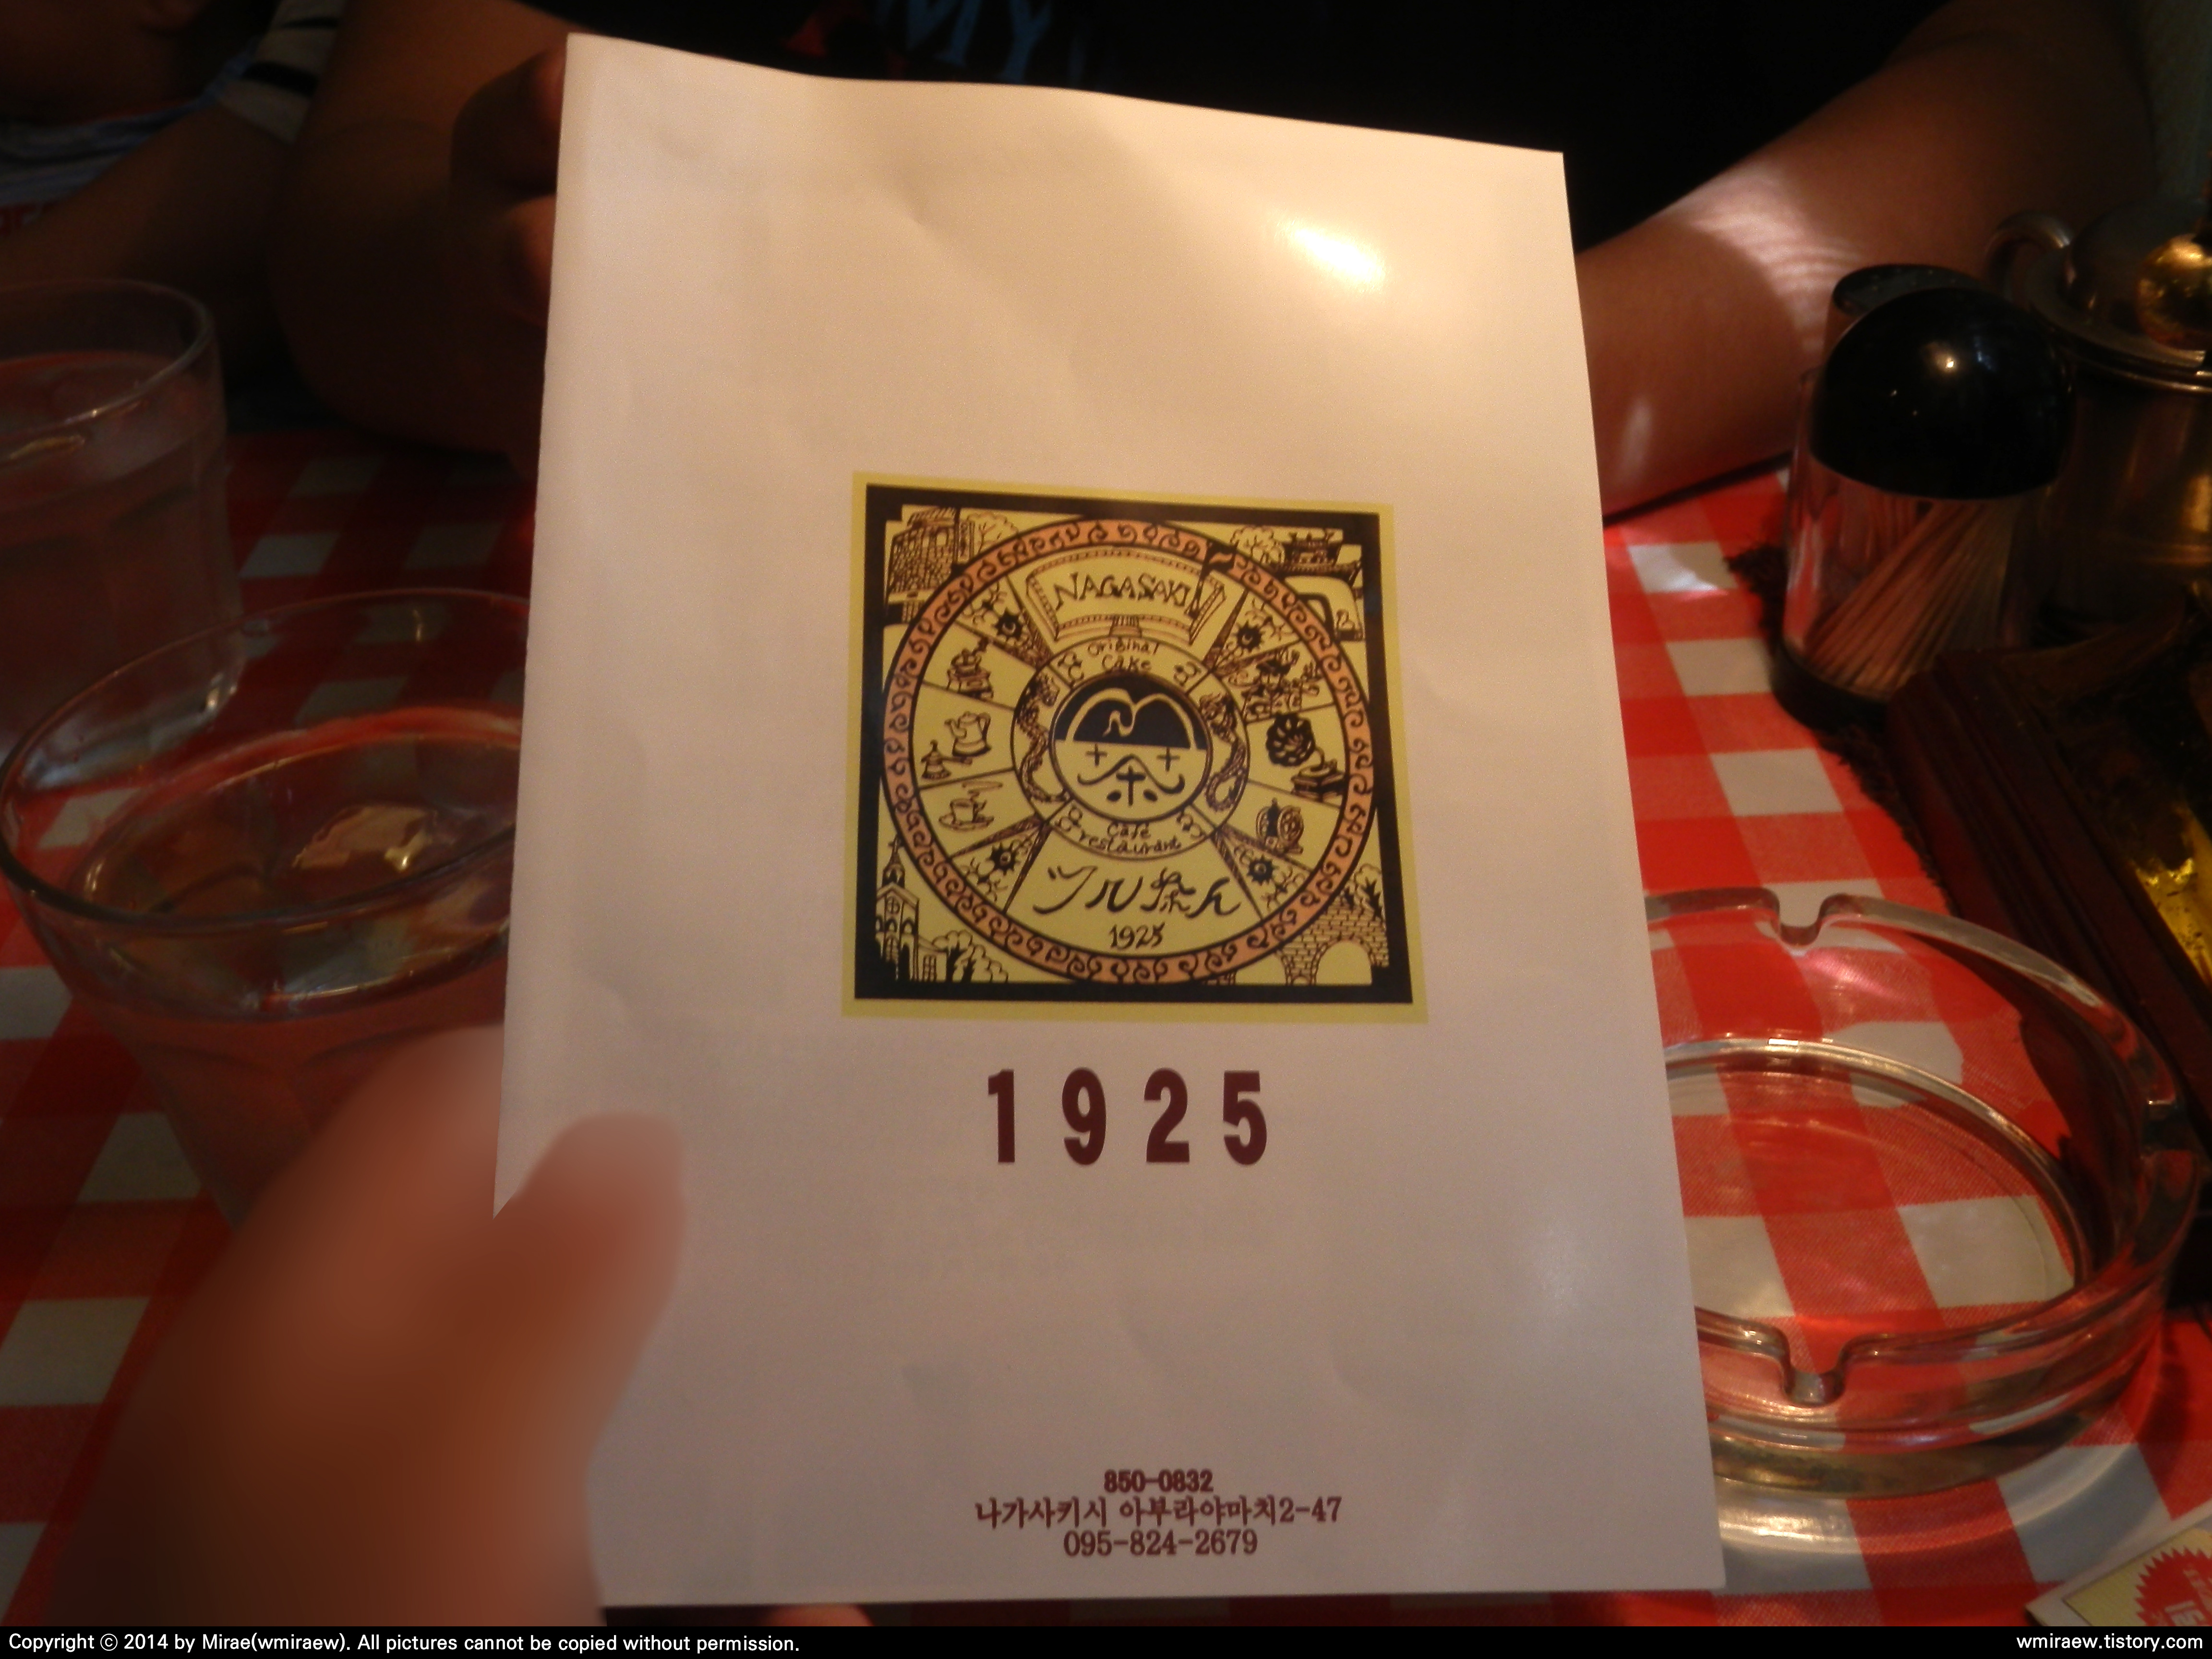 MY
NAGASAKI
Original
Cake
Café
restaurant
ツル茶ん
1925
1925
850-0832
나가사키시 아부라야마치2-47
095-824-2679
Copyright ⓒ 2014 by Mirae(wmiraew). All pictures cannot be copied without permission.
wmiraew.tistory.com